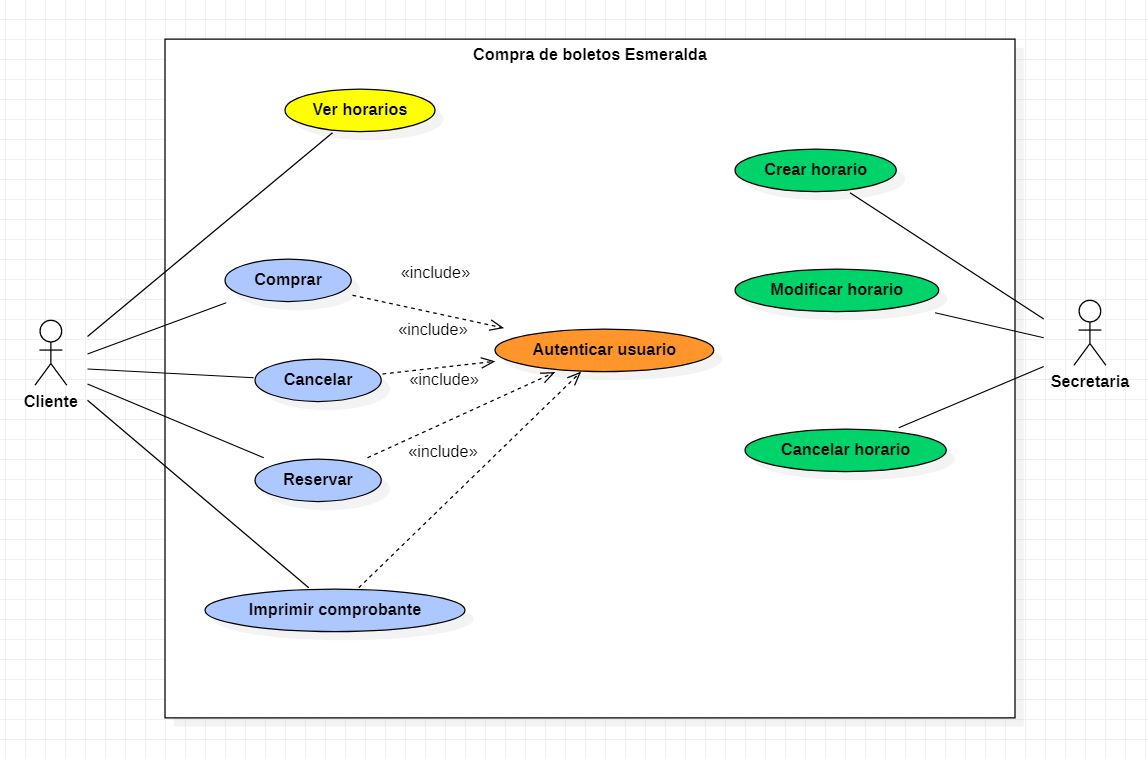 Compra de boletos Esmeralda
Ver horarios
Crear horario
Comprar
«include»
Modificar horario
«include»
Autenticar usuario
Cliente
Cancelar
«include»
Secretaria
Reservar
«include»
Cancelar horario
Imprimir comprobante